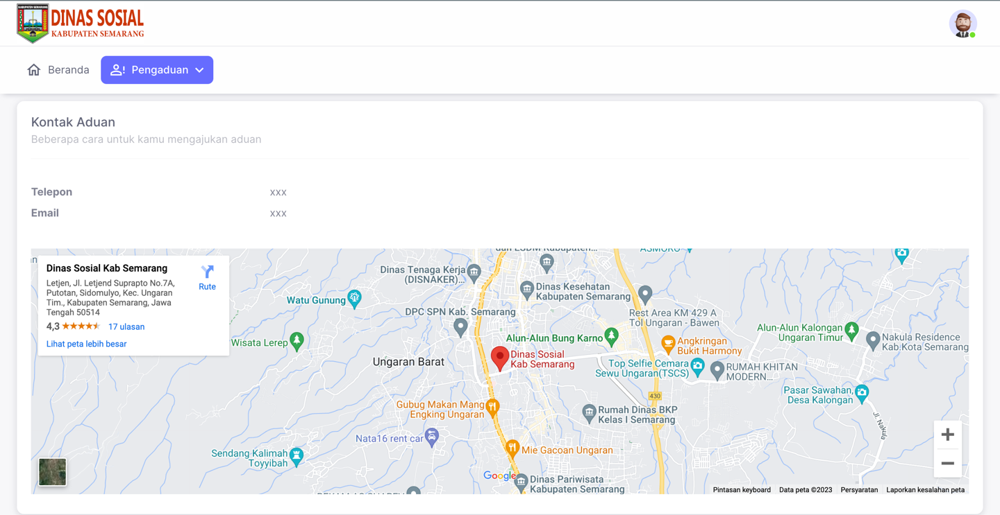 KABUPATEN SEMARANG
DINAS SOSIAL
KABUPATEN SEMARANG
Beranda
Pengaduan
Kontak Aduan
Beberapa cara untuk kamu mengajukan aduan
Telepon xxx
Email xxx
Dinas Sosial Kab Semarang
Letjen, Jl. Letjend Suprapto No.7A,
Putotan, Sidomulyo, Kec. Ungaran
Tim., Kabupaten Semarang, Jawa
Tengah 50514
4,3 17 ulasan
Lihat peta lebih besar
Rute
Dinas Tenaga Kerja
(DISNAKER)...
Dinas Kesehatan
Kabupaten Semarang
Watu Gunung
DPC SPN Kab. Semarang
Rest Area KM 429 A
Tol Ungaran - Bawen
Alun-Alun Kalongan
Ungaran Timur
Nakula Residence
Kab.Kota Semarang
Wisata Lerep
Alun-Alun Bung Karno
Angkringan
Bukit Harmony
Ungaran Barat
Dinas Sosial
Kab Semarang
Top Selfie Cemara
Sewu Ungaran(TSCS)
RUMAH KHITAN
MODERN...
Pasar Sawahan,
Desa Kalongan
430
Gubug Makan Mang
Engking Ungaran
Rumah Dinas BKP
Kelas I Semarang
Jl. Nakula
Nata16 rent car
Sendang Kalimah
Toyyibah
Mie Gacoan Ungaran
Google
Dinas Pariwisata
Kabupaten Semarang
Pintasan keyboard
Data peta ©2023
Persyaratan
Laporkan kesalahan peta